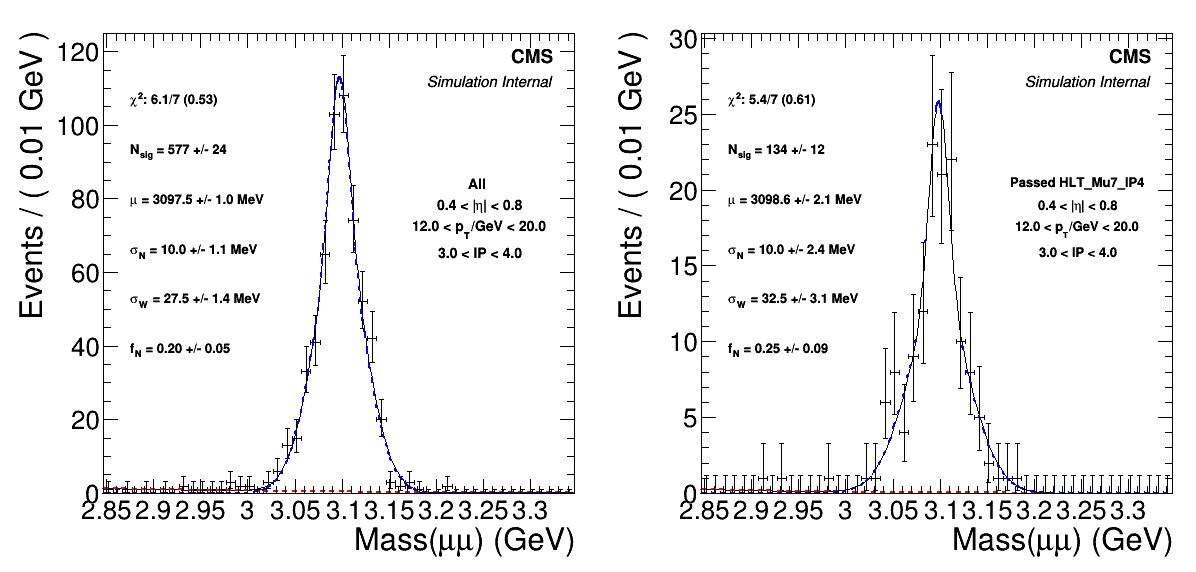 Events / ( 0.01 GeV )
120
100
80
60
40
20
0
CMS
Simulation Internal
χ²: 6.1/7 (0.53)
N_sig = 577 +/- 24
μ = 3097.5 +/- 1.0 MeV
σ_N = 10.0 +/- 1.1 MeV
σ_W = 27.5 +/- 1.4 MeV
f_N = 0.20 +/- 0.05
All
0.4 < |η| < 0.8
12.0 < p_T/GeV < 20.0
3.0 < IP < 4.0
2.85 2.9 2.95 3 3.05 3.1 3.15 3.2 3.25 3.3
Mass(μμ) (GeV)
Events / ( 0.01 GeV )
30
25
20
15
10
5
0
CMS
Simulation Internal
χ²: 5.4/7 (0.61)
N_sig = 134 +/- 12
μ = 3098.6 +/- 2.1 MeV
σ_N = 10.0 +/- 2.4 MeV
σ_W = 32.5 +/- 3.1 MeV
f_N = 0.25 +/- 0.09
Passed HLT_Mu7_IP4
0.4 < |η| < 0.8
12.0 < p_T/GeV < 20.0
3.0 < IP < 4.0
2.85 2.9 2.95 3 3.05 3.1 3.15 3.2 3.25 3.3
Mass(μμ) (GeV)